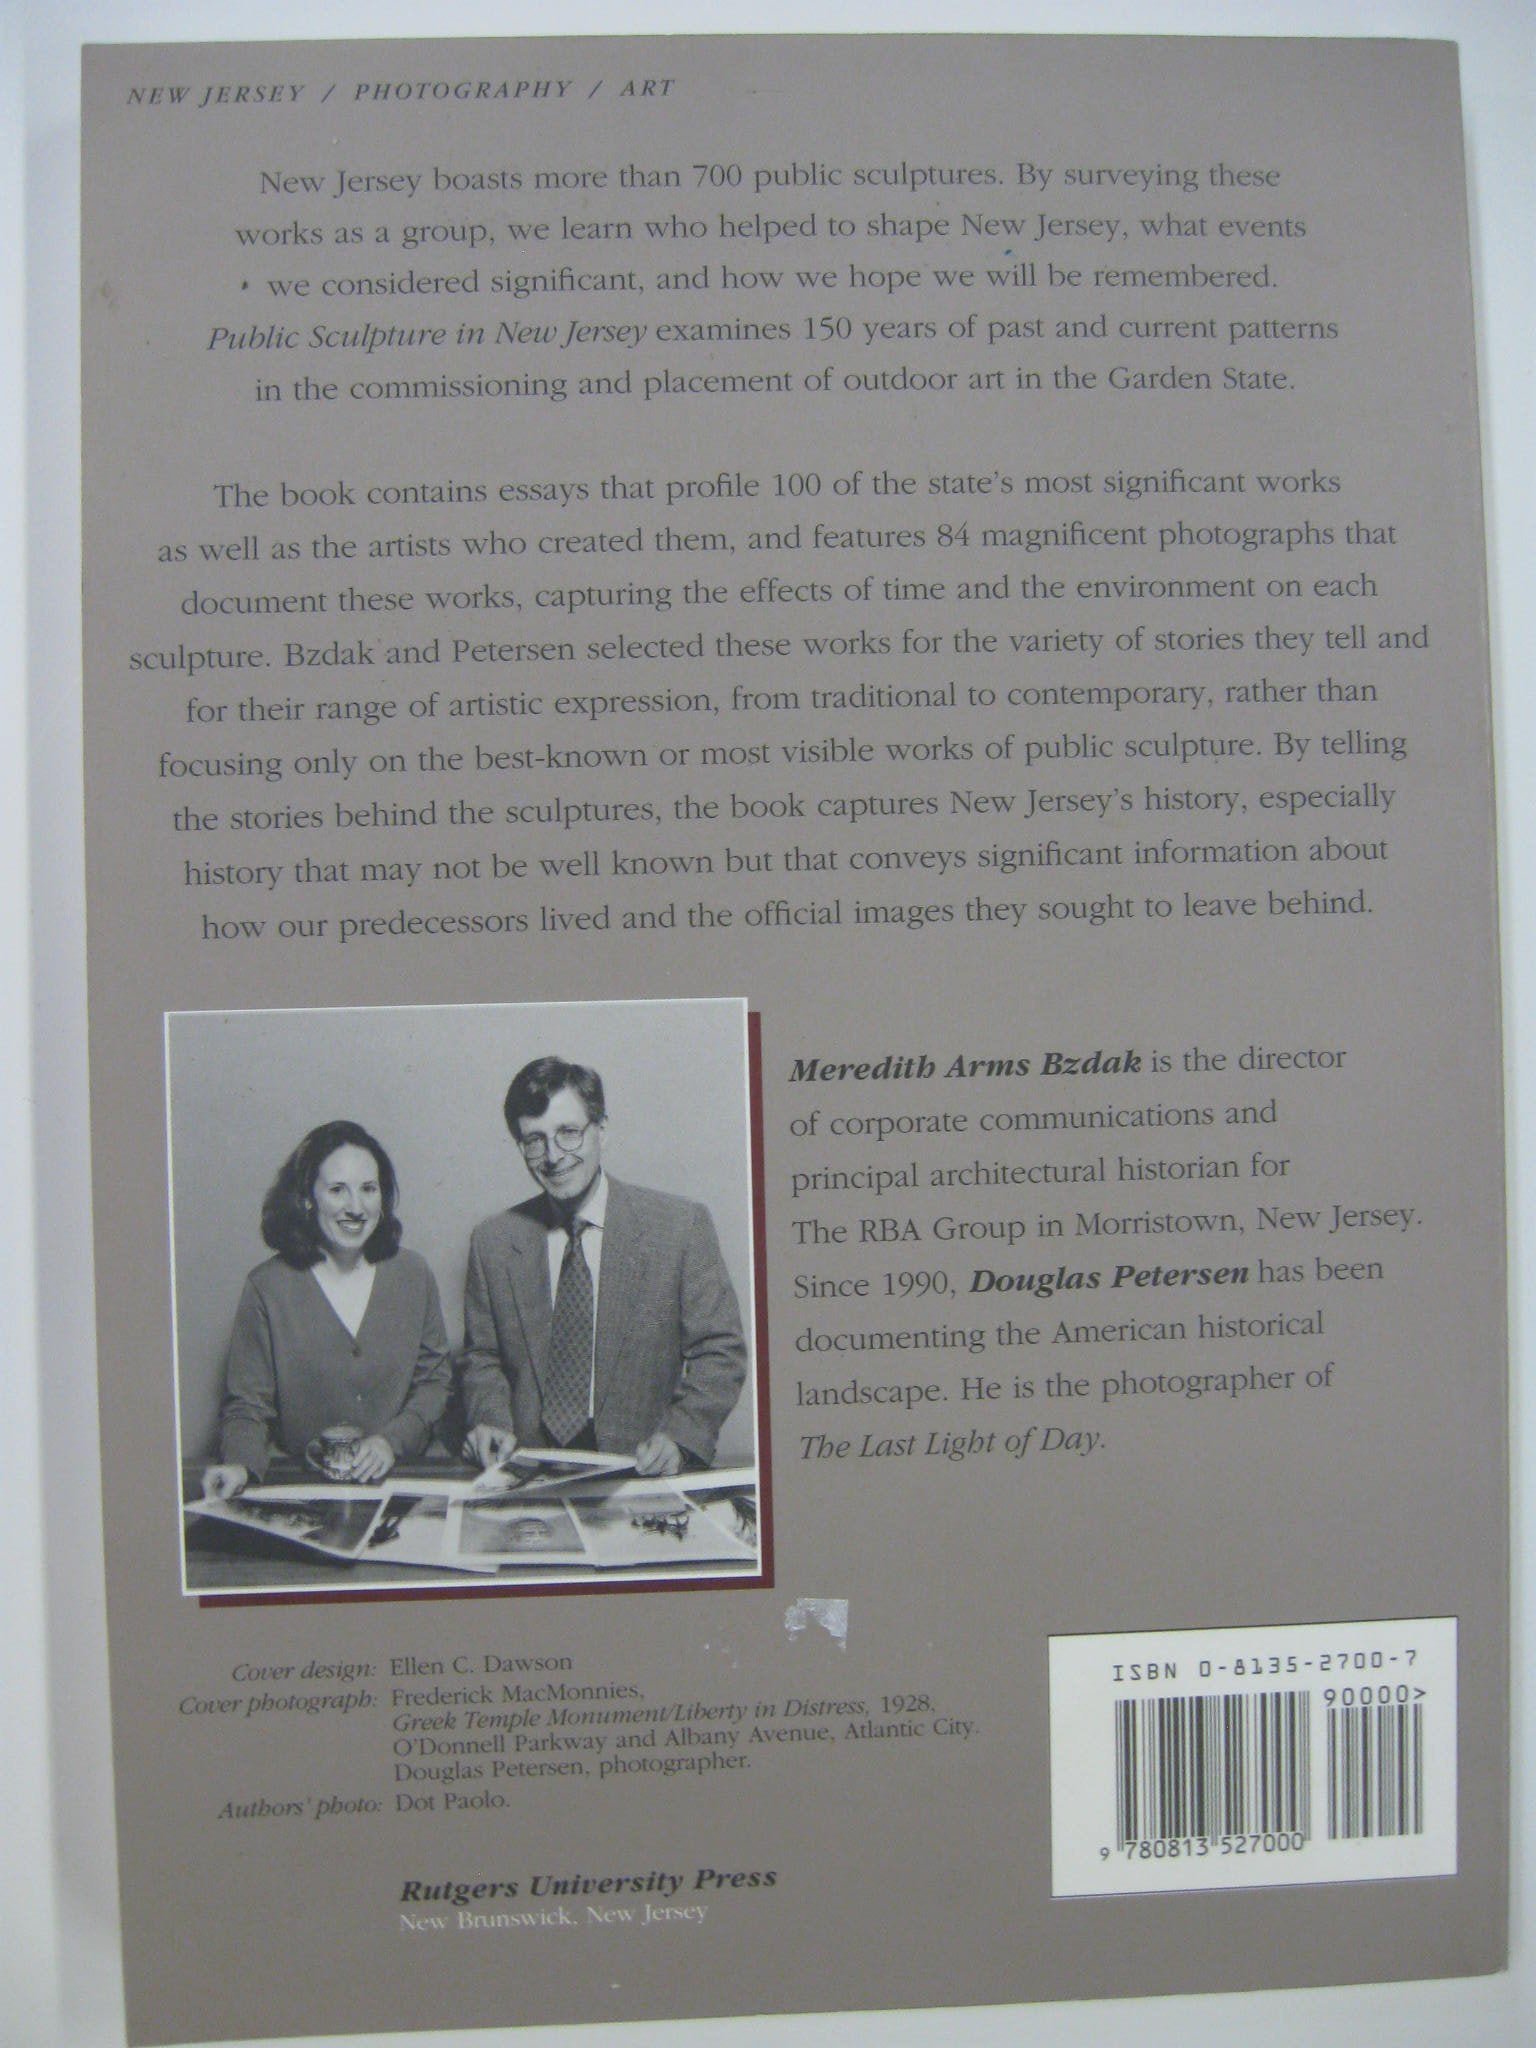 NEW JERSEY / PHOTOGRAPHY / ART
New Jersey boasts more than 700 public sculptures. By surveying these
works as a group, we learn who helped to shape New Jersey, what events
we considered significant, and how we hope we will be remembered.
Public Sculpture in New Jersey examines 150 years of past and current patterns
in the commissioning and placement of outdoor art in the Garden State.
The book contains essays that profile 100 of the state's most significant works
as well as the artists who created them, and features 84 magnificent photographs that
document these works, capturing the effects of time and the environment on each
sculpture. Bzdak and Petersen selected these works for the variety of stories they tell and
for their range of artistic expression, from traditional to contemporary, rather than
focusing only on the best-known or most visible works of public sculpture. By telling
the stories behind the sculptures, the book captures New Jersey's history, especially
history that may not be well known but that conveys significant information about
how our predecessors lived and the official images they sought to leave behind.
Meredith Arms Bzdak is the director
of corporate communications and
principal architectural historian for
The RBA Group in Morristown, New Jersey.
Since 1990, Douglas Petersen has been
documenting the American historical
landscape. He is the photographer of
The Last Light of Day.
Cover design: Ellen C. Dawson
Cover photograph: Frederick MacMonnies,
Greek Temple Monument/Liberty in Distress, 1928,
O'Donnell Parkway and Albany Avenue, Atlantic City.
Douglas Petersen, photographer.
Authors' photo: Dot Paolo.
Rutgers University Press
New Brunswick, New Jersey
ISBN 0-8135-2700-7
90000>
9 780813 527000